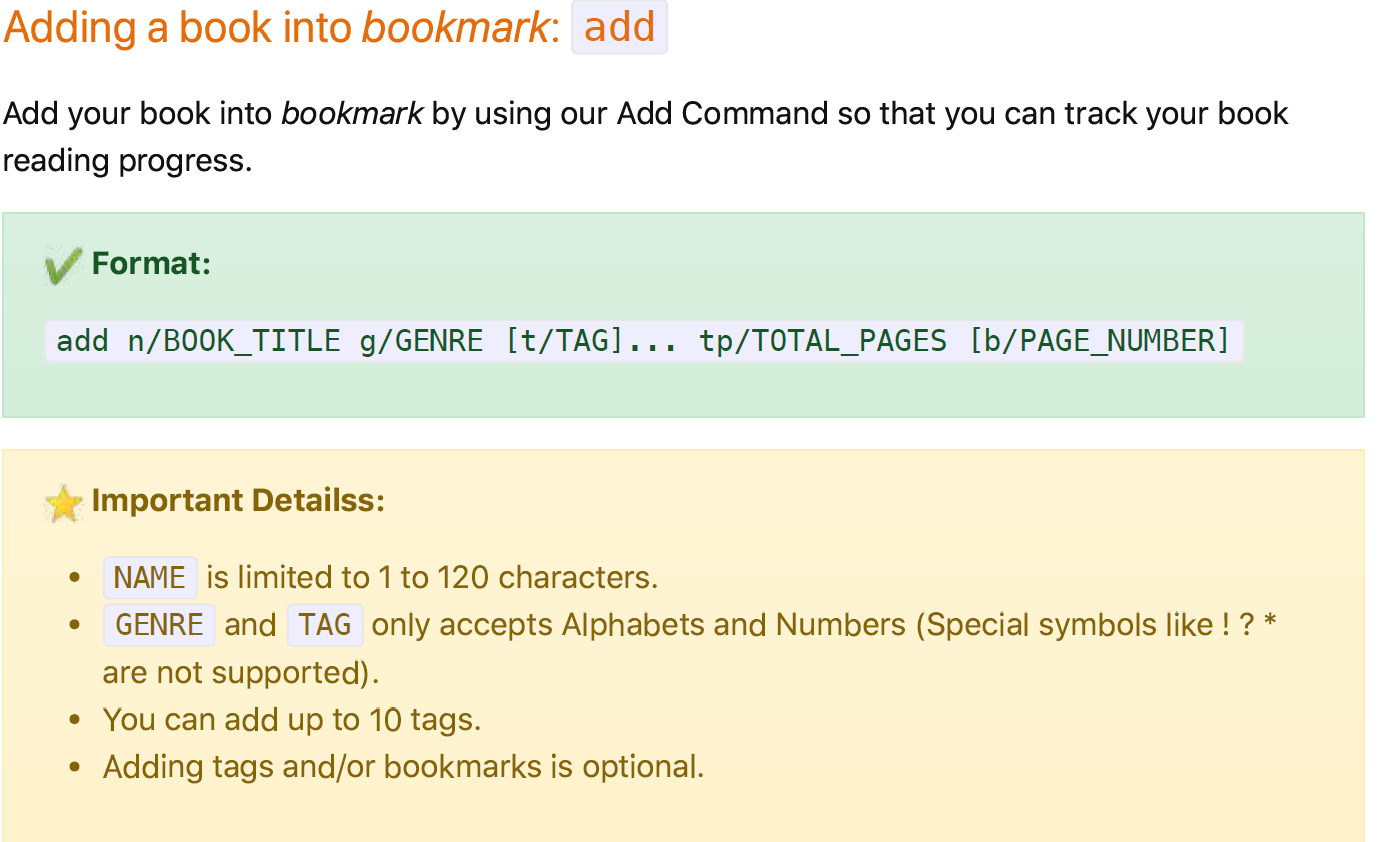 Adding a book into bookmark: add
Add your book into bookmark by using our Add Command so that you can track your book
reading progress.
Format:
add n/BOOK_TITLE g/GENRE [t/TAG]... tp/TOTAL_PAGES [b/PAGE_NUMBER]
Important Detailss:
• NAME is limited to 1 to 120 characters.
• GENRE and TAG only accepts Alphabets and Numbers (Special symbols like ! ? *
are not supported).
• You can add up to 10 tags.
• Adding tags and/or bookmarks is optional.